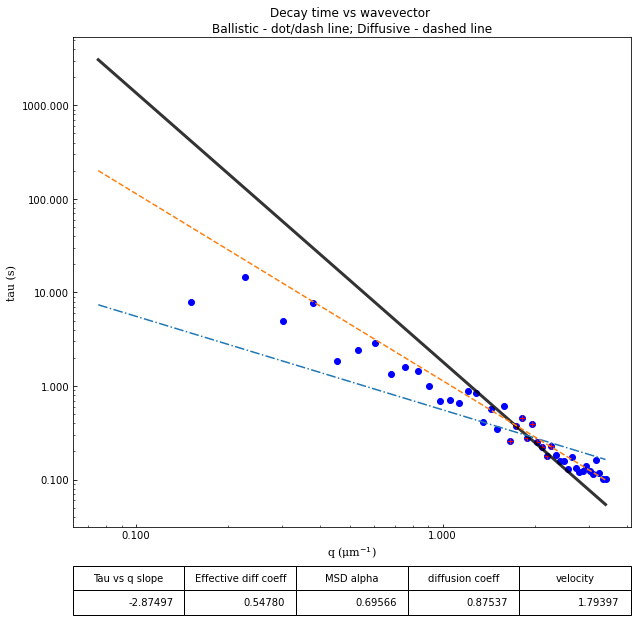 Decay time vs wavevector
Ballistic - dot/dash line; Diffusive - dashed line
tau (s)
1000.000
100.000
10.000
1.000
0.100
0.100 1.000
q (μm⁻¹)
Tau vs q slope Effective diff coeff MSD alpha diffusion coeff velocity
-2.87497 0.54780 0.69566 0.87537 1.79397